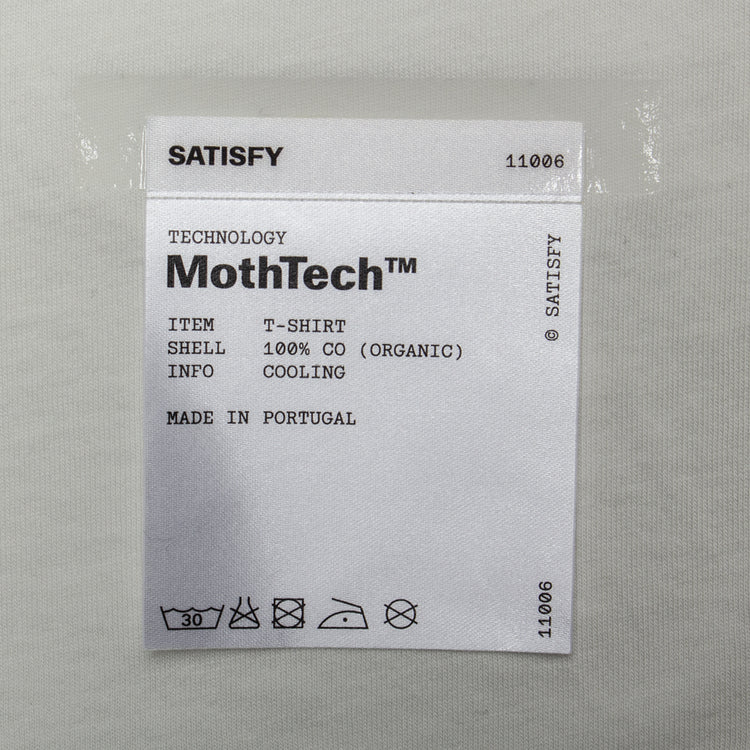 SATISFY
11006
TECHNOLOGY
MothTech™
ITEM T-SHIRT
SHELL 100% CO (ORGANIC)
INFO COOLING
MADE IN PORTUGAL
© SATISFY
30
11006